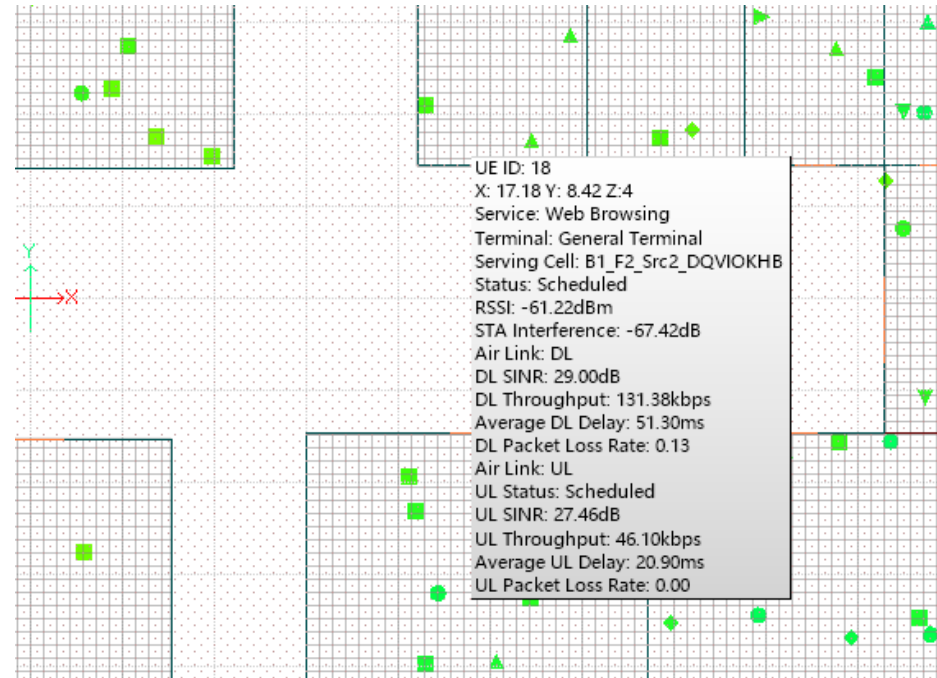 UE ID: 18
X: 17.18 Y: 8.42 Z:4
Service: Web Browsing
Terminal: General Terminal
Serving Cell: B1_F2_Src2_DQVIOKHB
Status: Scheduled
RSSI: -61.22dBm
STA Interference: -67.42dB
Air Link: DL
DL SINR: 29.00dB
DL Throughput: 131.38kbps
Average DL Delay: 51.30ms
DL Packet Loss Rate: 0.13
Air Link: UL
UL Status: Scheduled
UL SINR: 27.46dB
UL Throughput: 46.10kbps
Average UL Delay: 20.90ms
UL Packet Loss Rate: 0.00
Y
X